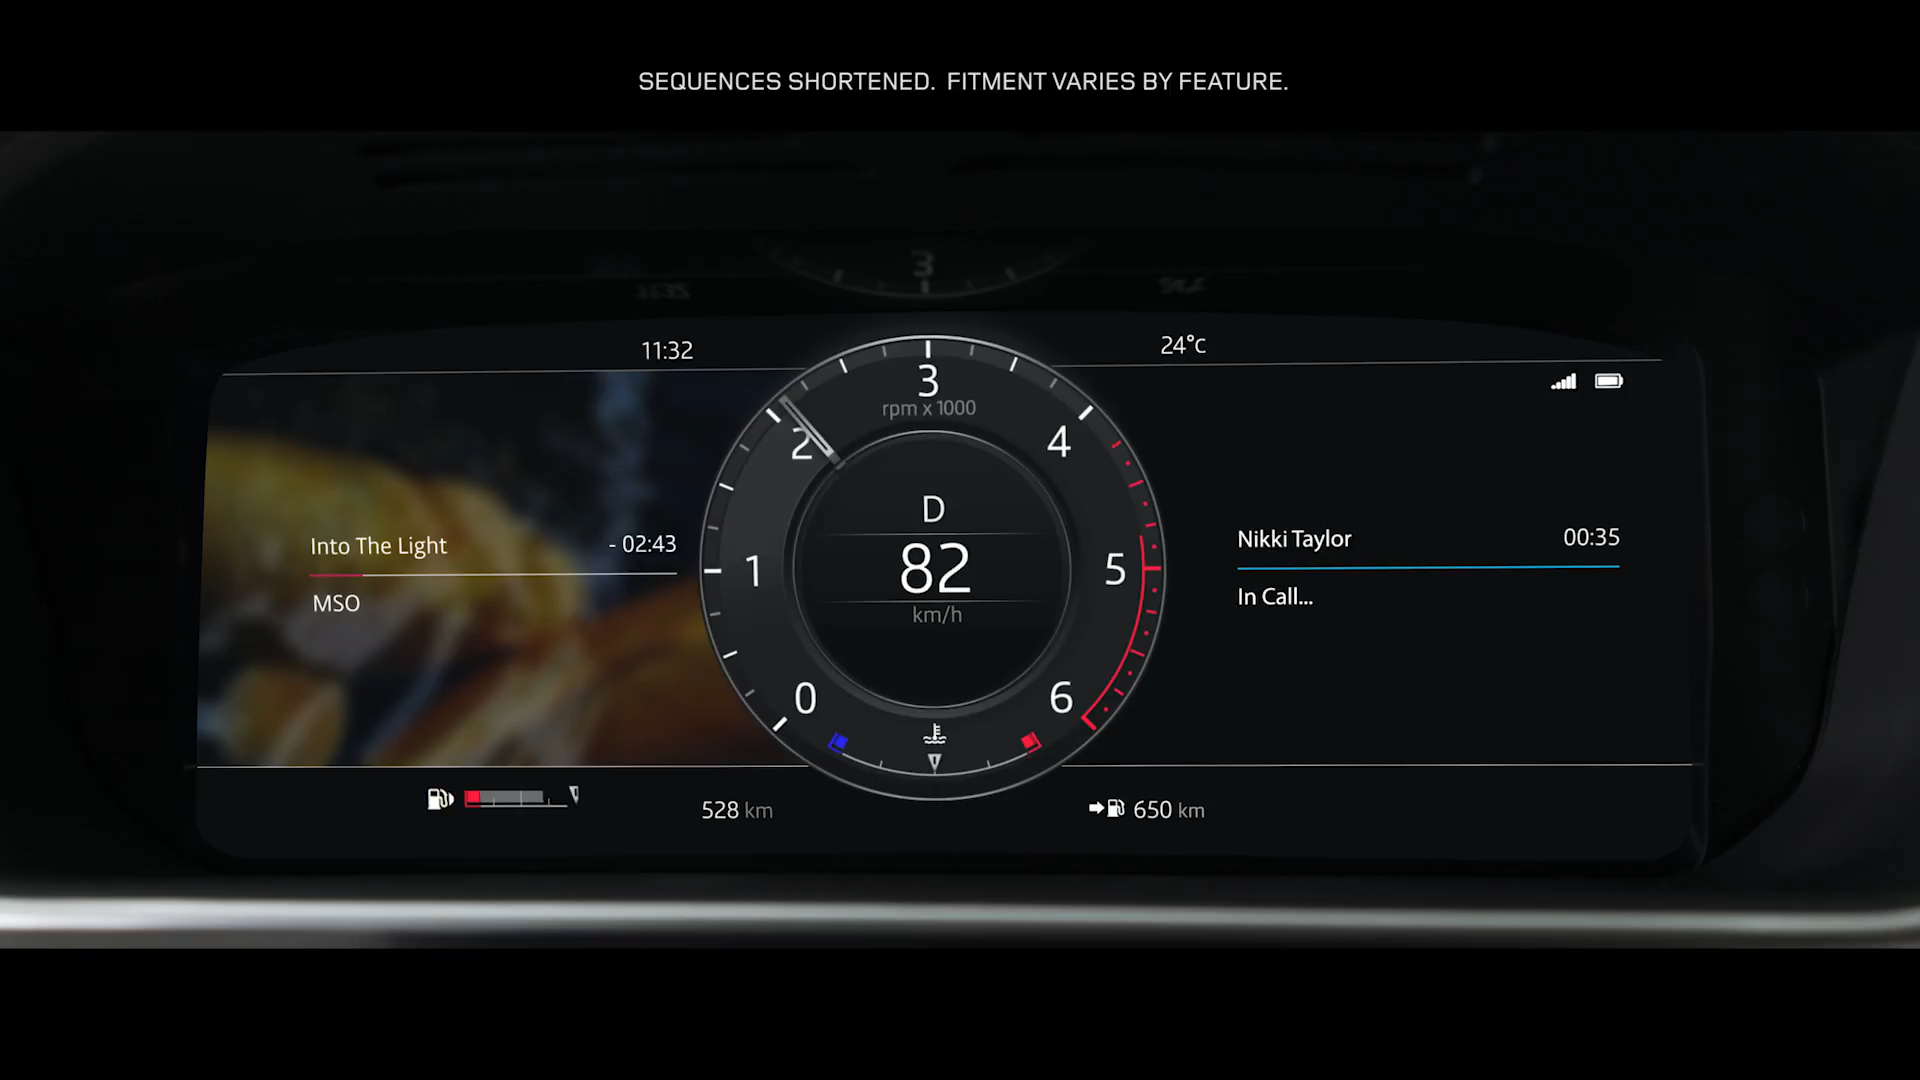 SEQUENCES SHORTENED. FITMENT VARIES BY FEATURE.
3
11:32
24°C
3
rpm x 1000
2
4
D
Into The Light - 02:43
82
1
5
Nikki Taylor 00:35
MSO
km/h
In Call...
0
6
528 km
650 km